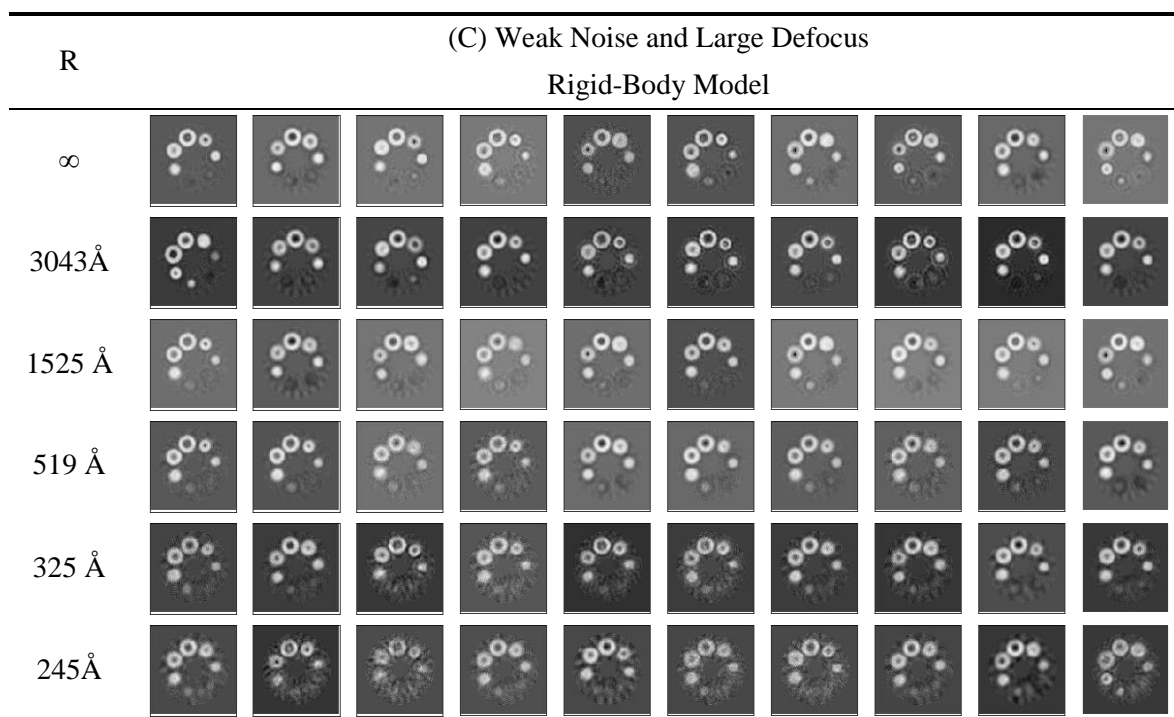 R
(C) Weak Noise and Large Defocus
Rigid-Body Model
∞
3043Å
1525 Å
519 Å
325 Å
245Å